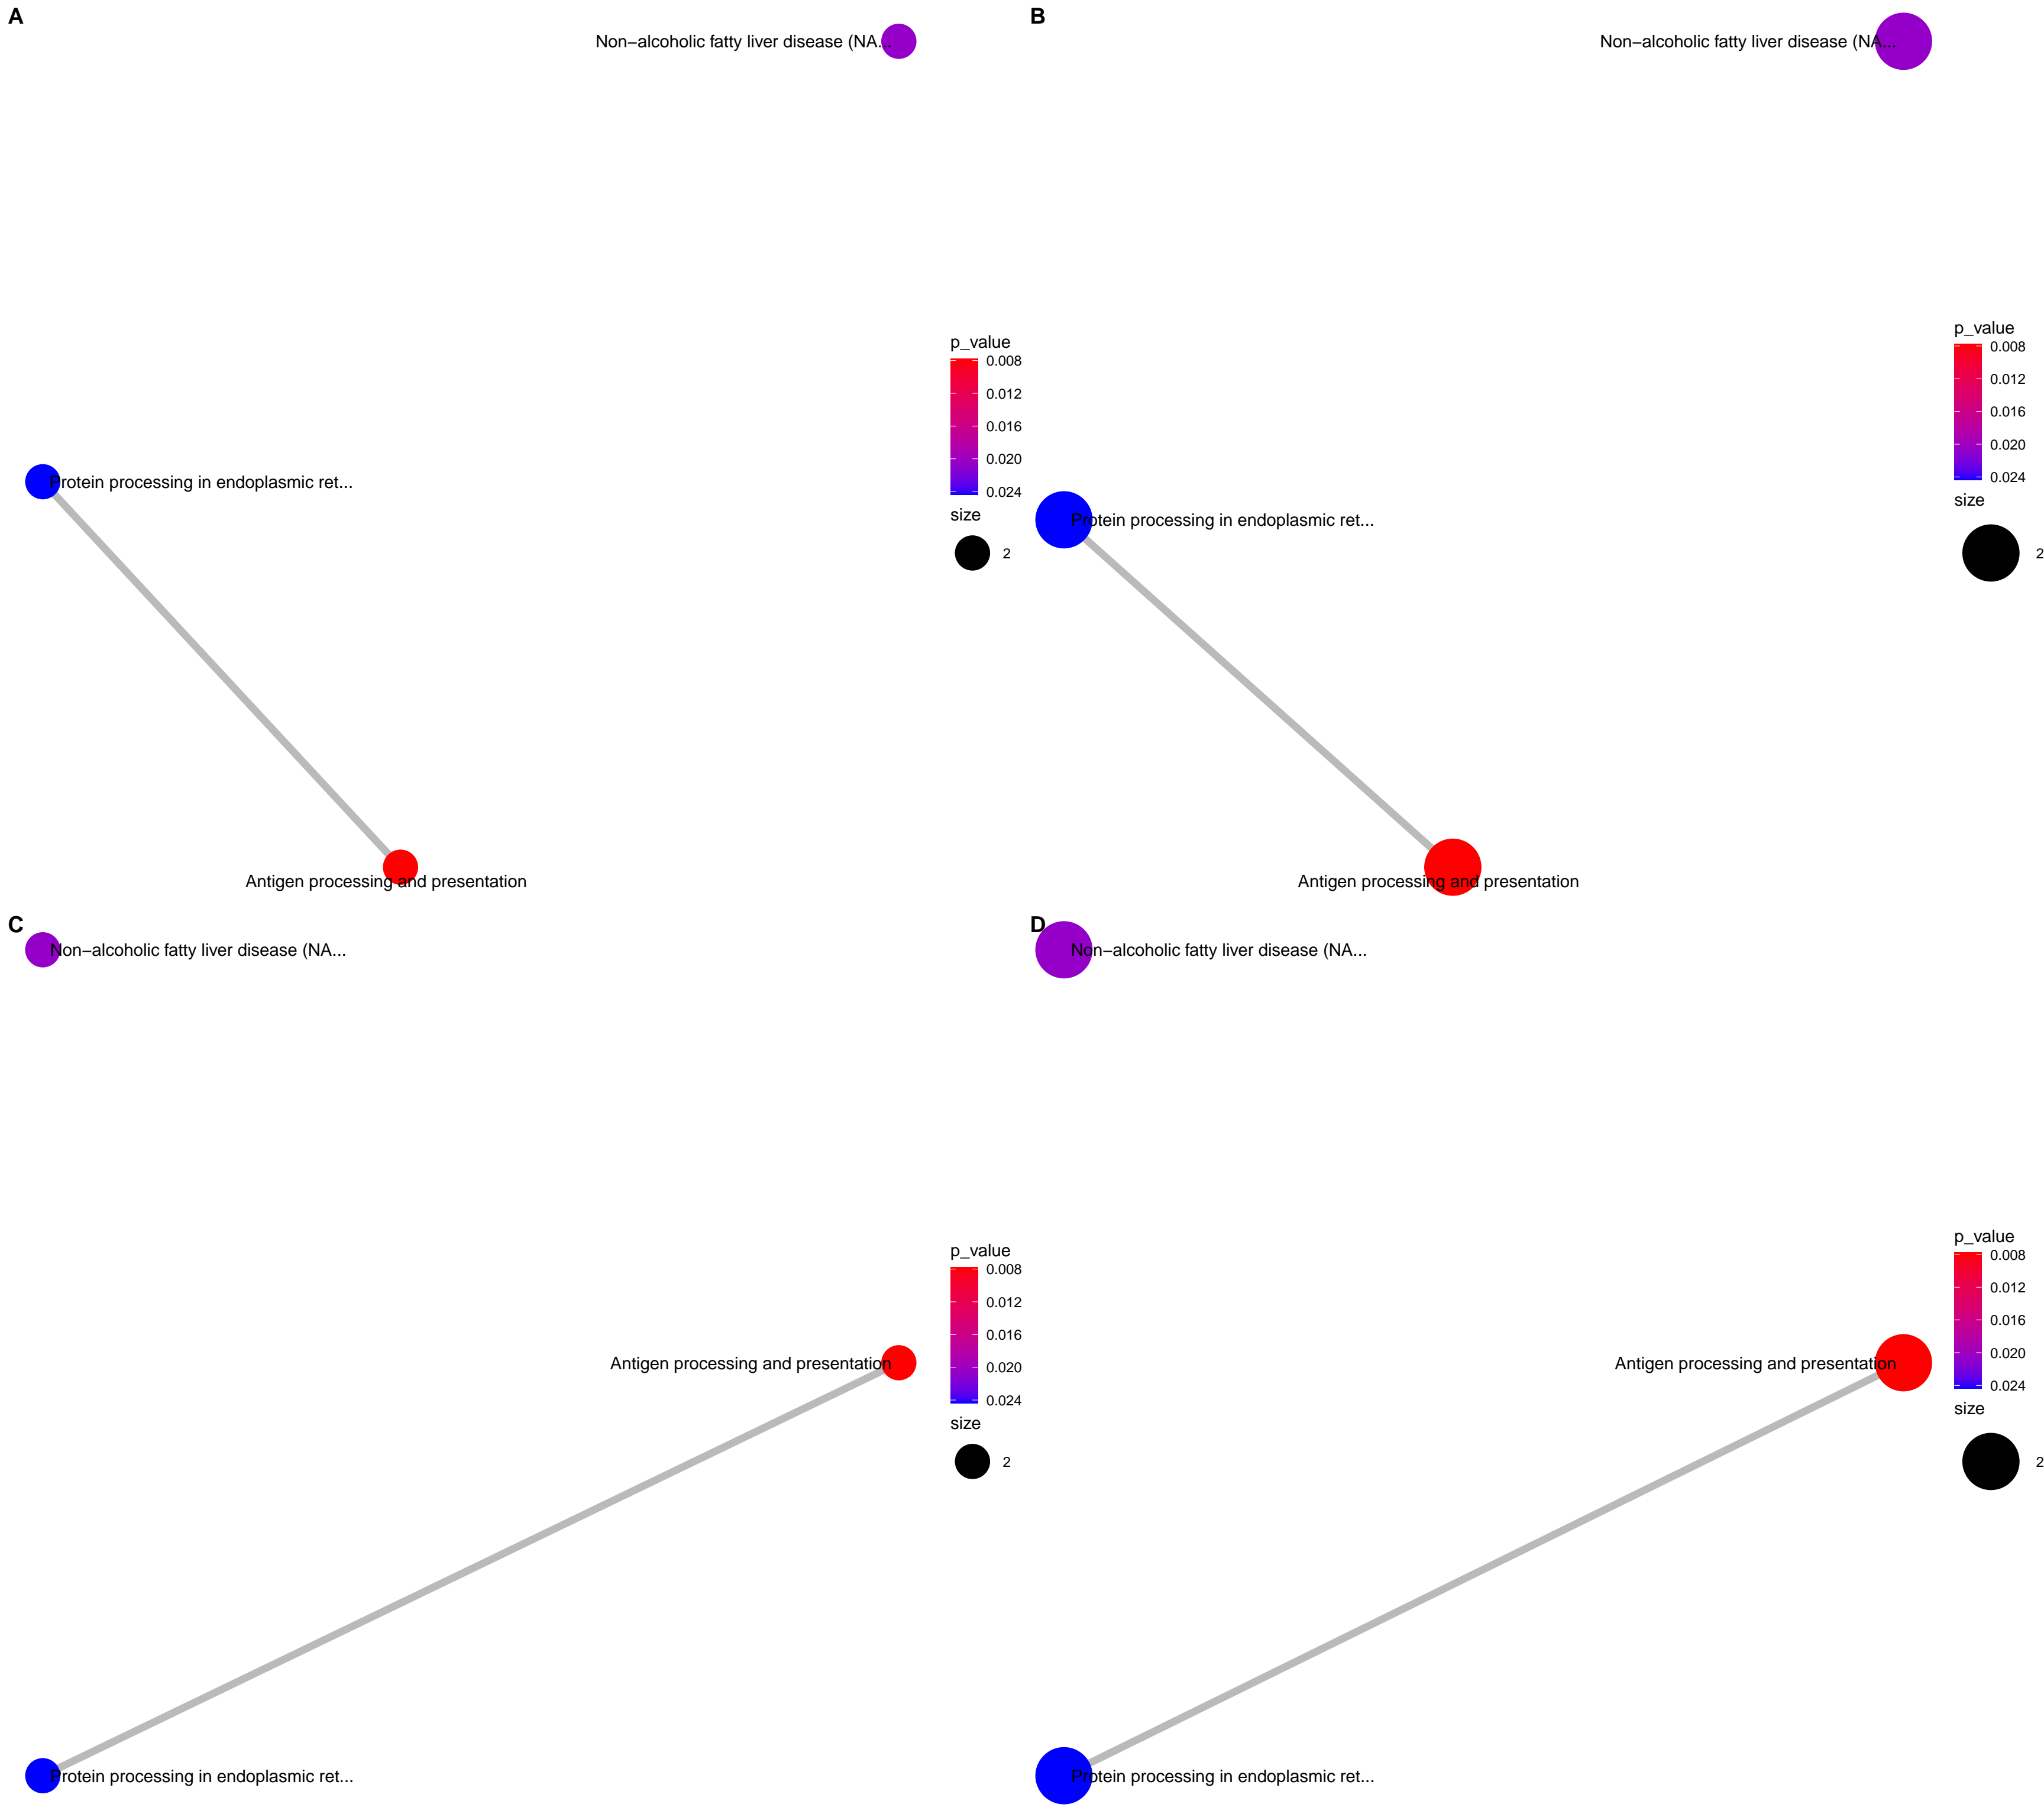 A
Non−alcoholic fatty liver disease (NA...
p_value
0.008
0.012
0.016
0.020
0.024
size
2
Protein processing in endoplasmic ret...
Antigen processing and presentation
B
Non−alcoholic fatty liver disease (NA...
p_value
0.008
0.012
0.016
0.020
0.024
size
2
Protein processing in endoplasmic ret...
Antigen processing and presentation
C
Non−alcoholic fatty liver disease (NA...
p_value
0.008
0.012
0.016
0.020
0.024
size
2
Antigen processing and presentation
Protein processing in endoplasmic ret...
D
Non−alcoholic fatty liver disease (NA...
p_value
0.008
0.012
0.016
0.020
0.024
size
2
Antigen processing and presentation
Protein processing in endoplasmic ret...